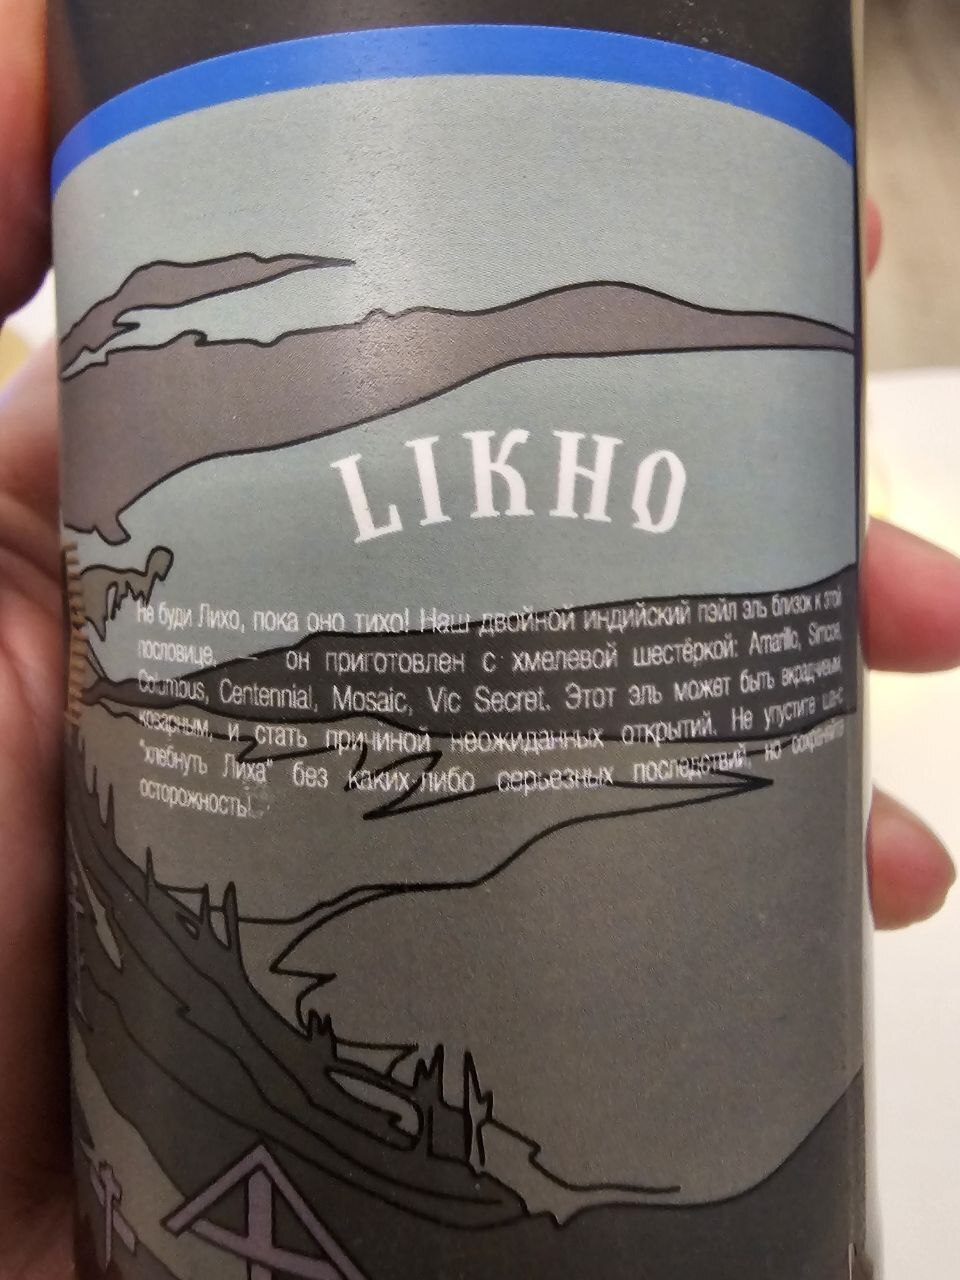 LIKHO
Не буди Лихо, пока оно тихо! Наш двойной индийский пэйл эль близок к этой
пословице, — он приготовлен с хмелевой шестёркой: Amarillo, Simcoe,
Columbus, Centennial, Mosaic, Vic Secret. Этот эль может быть вкрадчивым,
коварным, и стать причиной неожиданных открытий. Не упустите шанс
"хлебнуть Лиха" без каких-либо серьезных последствий, но сохраняйте
осторожность!